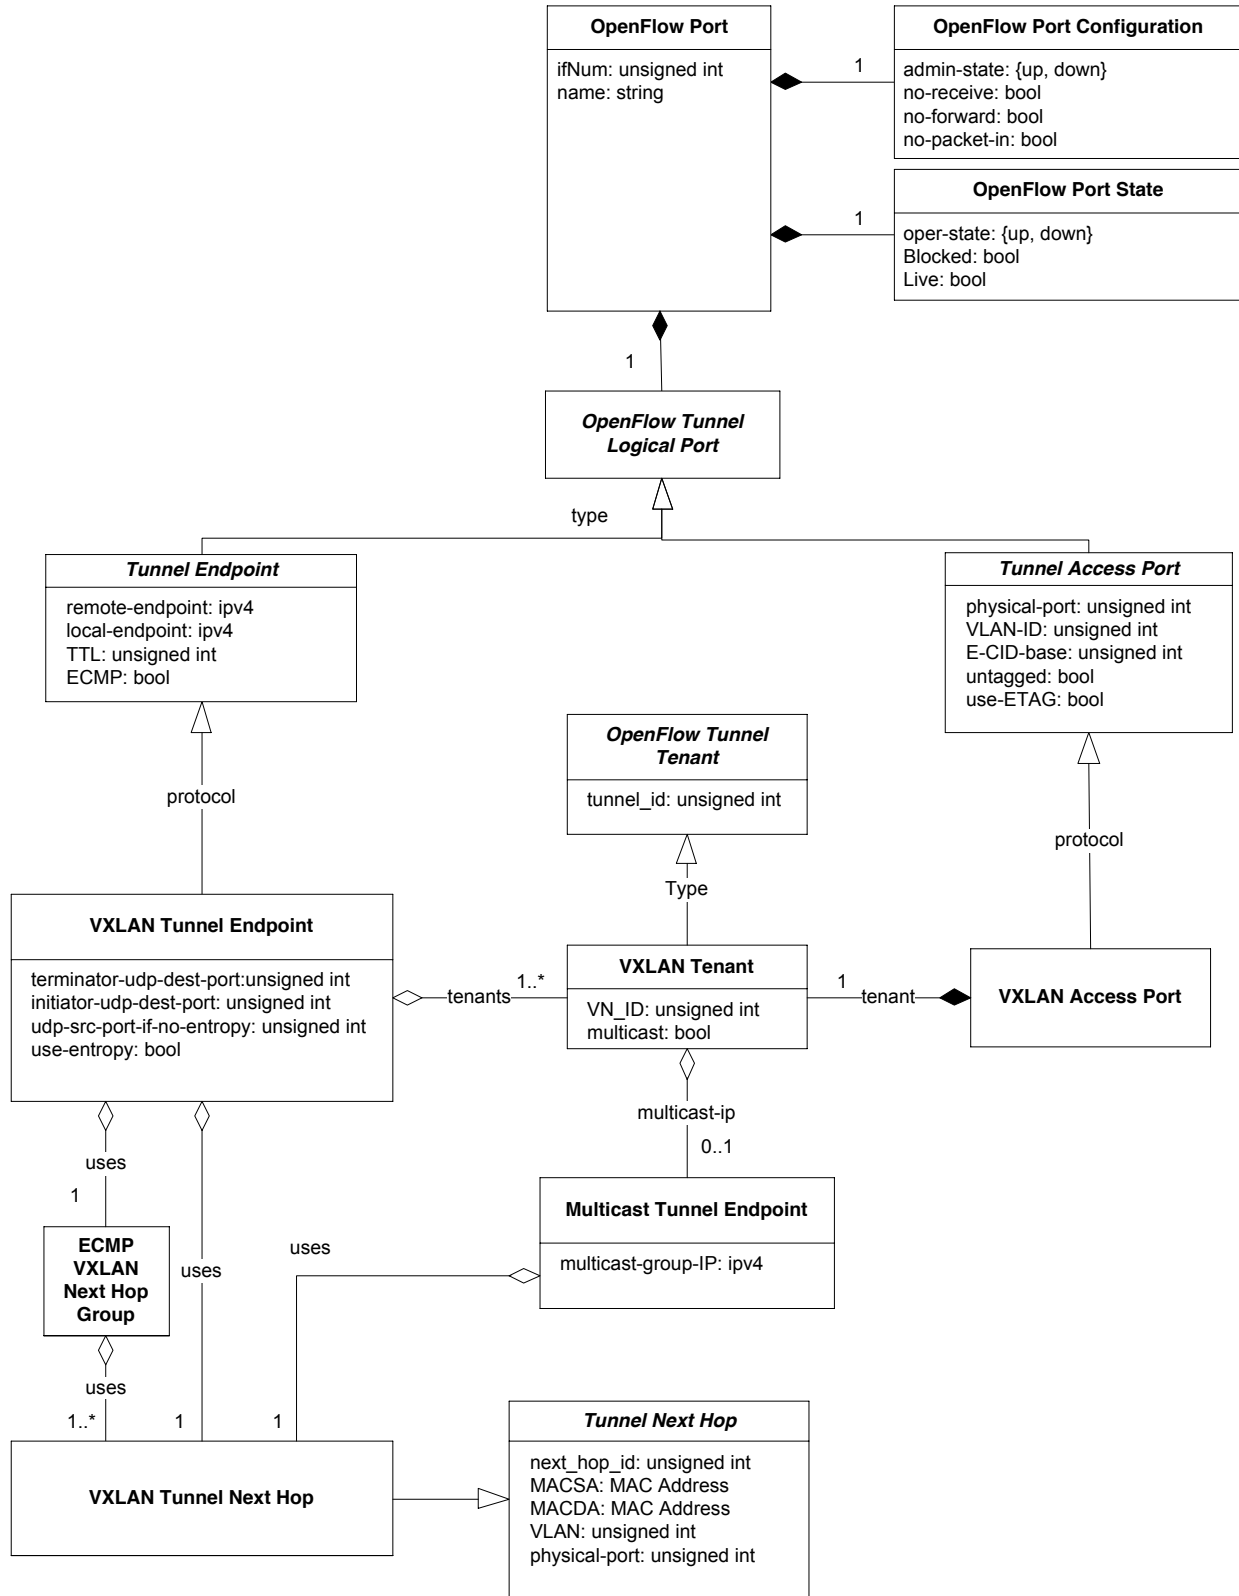 OpenFlow Port
ifNum: unsigned int
name: string
OpenFlow Port Configuration
admin-state: {up, down}
no-receive: bool
no-forward: bool
no-packet-in: bool
1
OpenFlow Port State
oper-state: {up, down}
Blocked: bool
Live: bool
1
1
OpenFlow Tunnel
Logical Port
type
Tunnel Endpoint
remote-endpoint: ipv4
local-endpoint: ipv4
TTL: unsigned int
ECMP: bool
Tunnel Access Port
physical-port: unsigned int
VLAN-ID: unsigned int
E-CID-base: unsigned int
untagged: bool
use-ETAG: bool
OpenFlow Tunnel
Tenant
tunnel_id: unsigned int
protocol
protocol
Type
VXLAN Tunnel Endpoint
terminator-udp-dest-port:unsigned int
initiator-udp-dest-port: unsigned int
udp-src-port-if-no-entropy: unsigned int
use-entropy: bool
1..*
tenants
VXLAN Tenant
VN_ID: unsigned int
multicast: bool
1
tenant
VXLAN Access Port
multicast-ip
0..1
uses
1
ECMP
VXLAN
Next Hop
Group
uses
uses
Multicast Tunnel Endpoint
multicast-group-IP: ipv4
uses
1..*
1
1
VXLAN Tunnel Next Hop
Tunnel Next Hop
next_hop_id: unsigned int
MACSA: MAC Address
MACDA: MAC Address
VLAN: unsigned int
physical-port: unsigned int